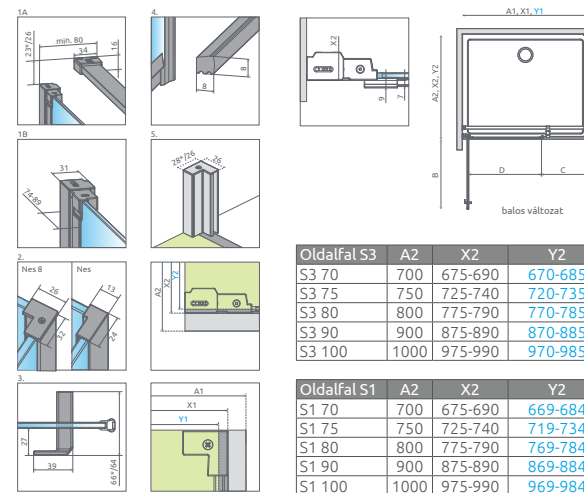 1A
min. 80
34
16
23*/26
4.
8
8
X2
9
7
A1, X1, Y1
A2, X2, Y2
B
D
C
balos változat
1B
31
74-89
5.
28*/26
26
2.
Nes 8
Nes
26
32
13
24
A2
X2
Y2
3.
27
39
66*/64
A1
X1
Y1
Oldalfal S3 A2 X2 Y2
S3 70 700 675-690 670-685
S3 75 750 725-740 720-735
S3 80 800 775-790 770-785
S3 90 900 875-890 870-885
S3 100 1000 975-990 970-985
Oldalfal S1 A2 X2 Y2
S1 70 700 675-690 669-684
S1 75 750 725-740 719-734
S1 80 800 775-790 769-784
S1 90 900 875-890 869-884
S1 100 1000 975-990 969-984